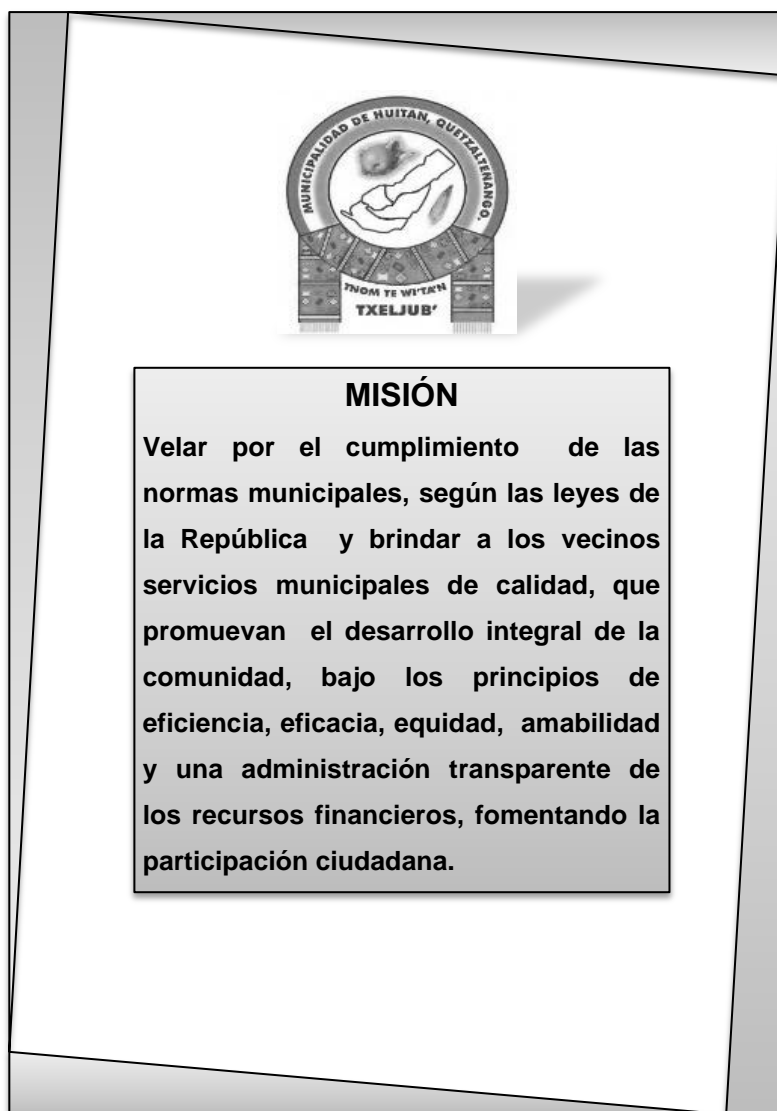 MUNICIPALIDAD DE HUITAN, QUETZALTENANGO.
TNOM TE WI'TA'N
TXELJUB'
MISIÓN
Velar por el cumplimiento de las
normas municipales, según las leyes de
la República y brindar a los vecinos
servicios municipales de calidad, que
promuevan el desarrollo integral de la
comunidad, bajo los principios de
eficiencia, eficacia, equidad, amabilidad
y una administración transparente de
los recursos financieros, fomentando la
participación ciudadana.